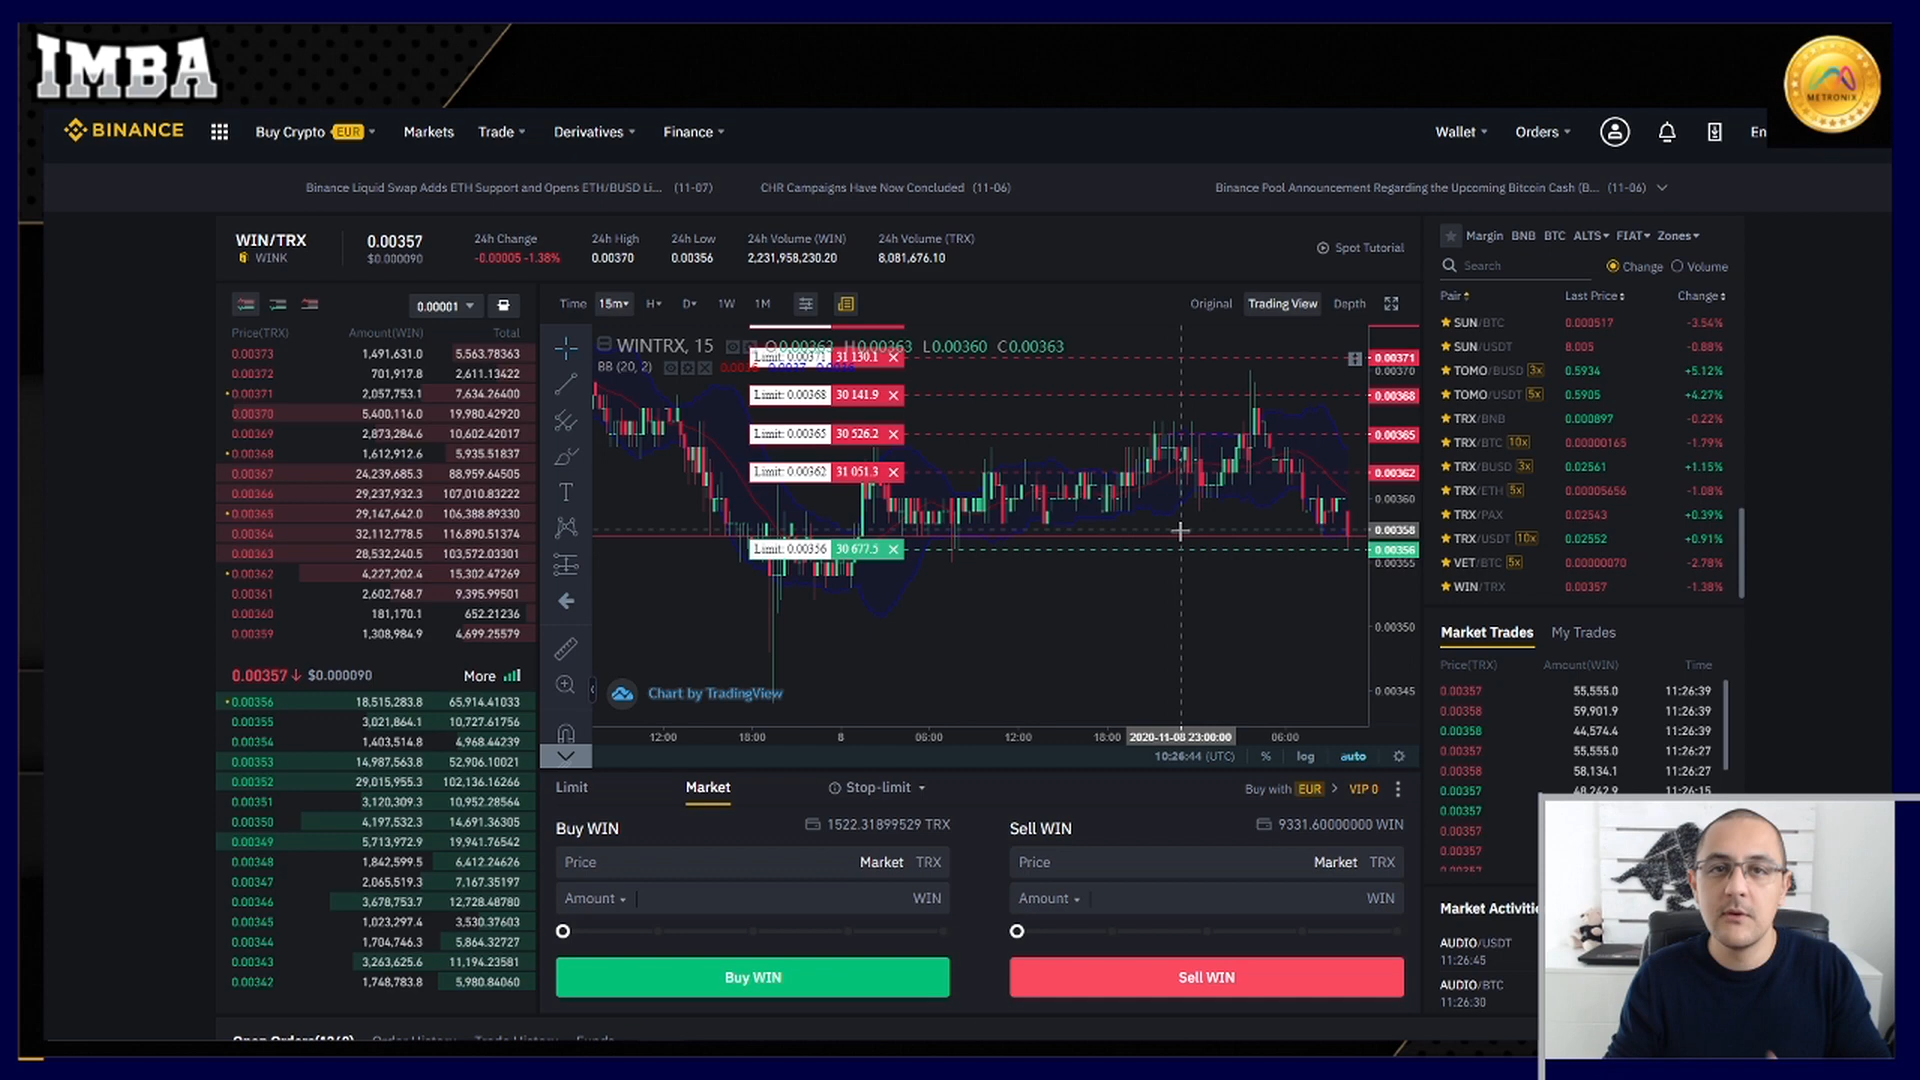 IMBA
METRONIX
BINANCE
Buy Crypto EUR
Markets
Trade
Derivatives
Finance
Wallet
Orders
En
Binance Liquid Swap Adds ETH Support and Opens ETH/BUSD Li... (11-07)
CHR Campaigns Have Now Concluded (11-06)
Binance Pool Announcement Regarding the Upcoming Bitcoin Cash (B... (11-06)
WIN/TRX
WINK
0.00357
$0.000090
24h Change
-0.00005 -1.38%
24h High
0.00370
24h Low
0.00356
24h Volume (WIN)
2,231,958,230.20
24h Volume (TRX)
8,081,676.10
Spot Tutorial
0.00001
Price(TRX) Amount(WIN) Total
0.00373 1,491,631.0 5,563.78363
0.00372 701,917.8 2,611.13422
0.00371 2,057,753.1 7,634.26400
0.00370 5,400,116.0 19,980.42920
0.00369 2,873,284.6 10,602.42017
0.00368 1,612,912.6 5,935.51837
0.00367 24,239,685.3 88,959.64505
0.00366 29,237,932.3 107,010.83222
0.00365 29,147,642.0 106,388.89330
0.00364 32,112,778.5 116,890.51374
0.00363 28,532,240.5 103,572.03301
0.00362 4,227,202.4 15,302.47269
0.00361 2,602,768.7 9,395.99501
0.00360 181,170.1 652.21236
0.00359 1,308,984.9 4,699.25579
0.00357↓ $0.000090 More
0.00356 18,515,283.8 65,914.41033
0.00355 3,021,864.1 10,727.61756
0.00354 1,403,514.8 4,968.44239
0.00353 14,987,563.8 52,906.10021
0.00352 29,015,955.3 102,136.16266
0.00351 3,120,309.3 10,952.28564
0.00350 4,197,532.3 14,691.36305
0.00349 5,713,972.9 19,941.76542
0.00348 1,842,599.5 6,412.24626
0.00347 2,065,519.3 7,167.35197
0.00346 3,678,753.7 12,728.48780
0.00345 1,023,297.4 3,530.37603
0.00344 1,704,746.3 5,864.32727
0.00343 3,263,625.6 11,194.23581
0.00342 1,748,783.8 5,980.84060
Time 15m H D 1W 1M
Original Trading View Depth
WINTRX, 15 O0.00363 H0.00363 L0.00360 C0.00363
BB (20, 2)
Limit: 0.00371 31 130.1
Limit: 0.00368 30 141.9
Limit: 0.00365 30 526.2
Limit: 0.00362 31 051.3
Limit: 0.00356 30 677.5
0.00371
0.00370
0.00368
0.00365
0.00362
0.00360
0.00358
0.00356
0.00355
0.00350
0.00345
Chart by TradingView
12:00 18:00 8 06:00 12:00 18:00 2020-11-08 23:00:00 06:00
10:26:44 (UTC) % log auto
Limit Market Stop-limit
Buy with EUR > VIP 0
Buy WIN 1522.31899529 TRX
Price Market TRX
Amount WIN
Buy WIN
Sell WIN 9331.60000000 WIN
Price Market TRX
Amount WIN
Sell WIN
Margin BNB BTC ALTS FIAT Zones
Search
Change Volume
Pair Last Price Change
SUN/BTC 0.000517 -3.54%
SUN/USDT 8.005 -0.88%
TOMO/BUSD 3x 0.5934 +5.12%
TOMO/USDT 5x 0.5905 +4.27%
TRX/BNB 0.000897 -0.22%
TRX/BTC 10x 0.00000165 -1.79%
TRX/BUSD 3x 0.02561 +1.15%
TRX/ETH 5x 0.00005656 -1.08%
TRX/PAX 0.02543 +0.39%
TRX/USDT 10x 0.02552 +0.91%
VET/BTC 5x 0.00000070 -2.78%
WIN/TRX 0.00357 -1.38%
Market Trades My Trades
Price(TRX) Amount(WIN) Time
0.00357 55,555.0 11:26:39
0.00358 59,901.9 11:26:39
0.00358 44,574.4 11:26:39
0.00357 55,555.0 11:26:27
0.00358 58,134.1 11:26:27
0.00357 48,242.9 11:26:15
0.00357
0.00357
0.00357
Market Activitie
AUDIO/USDT
11:26:45
AUDIO/BTC
11:26:30